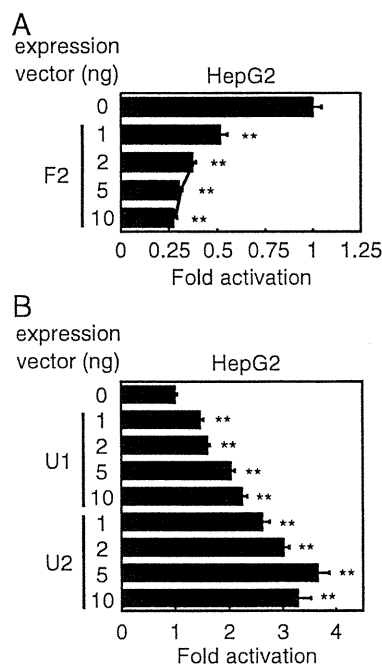 A
expression
vector (ng) HepG2
0
1 **
2 **
F2
5 **
10 **
0 0.25 0.5 0.75 1 1.25
Fold activation
B
expression
vector (ng) HepG2
0
1 **
2 **
U1
5 **
10 **
1 **
2 **
U2
5 **
10 **
0 1 2 3 4
Fold activation